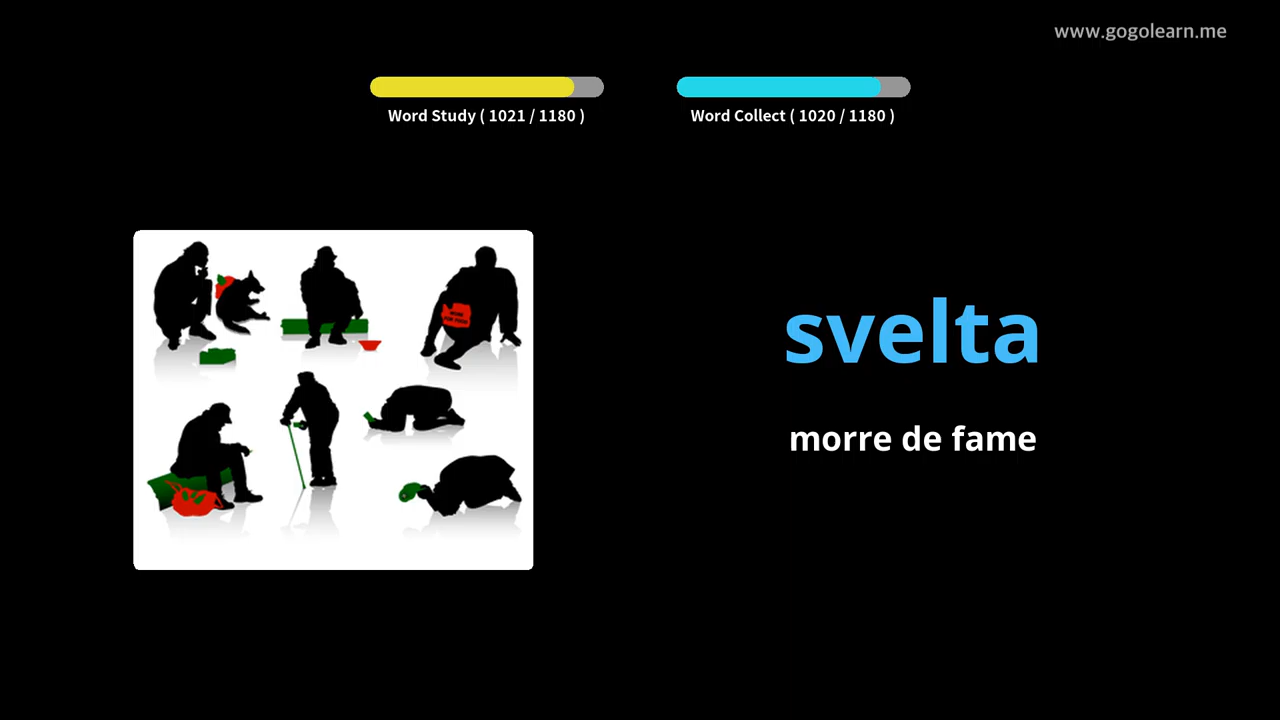 www.gogolearn.me
Word Study ( 1021 / 1180 )
Word Collect ( 1020 / 1180 )
svelta
morre de fame